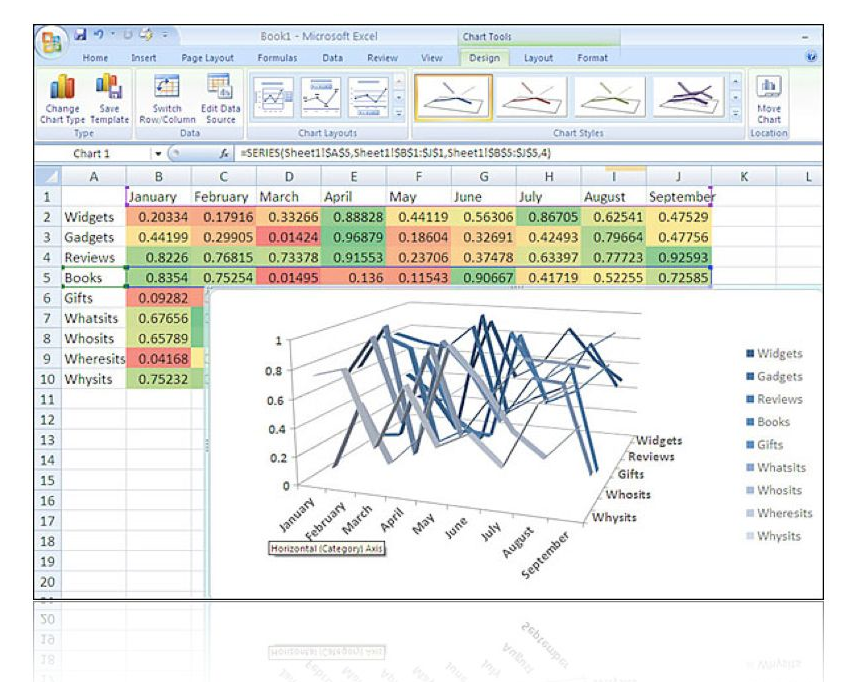 Book1 - Microsoft Excel
Chart Tools
Home Insert Page Layout Formulas Data Review View Design Layout Format
Change Chart Type
Save Template
Switch Row/Column
Edit Data Source
Move Chart
Type
Data
Chart Layouts
Chart Styles
Location
Chart 1
fx =SERIES(Sheet1!$A$5,Sheet1!$B$1:$J$1,Sheet1!$B$5:$J$5,4)
A B C D E F G H I J K L
1 January February March April May June July August September
2 Widgets 0.20334 0.17916 0.33266 0.88828 0.44119 0.56306 0.86705 0.62541 0.47529
3 Gadgets 0.44199 0.29905 0.01424 0.96879 0.18604 0.32691 0.42493 0.79664 0.47756
4 Reviews 0.8226 0.76815 0.73378 0.91553 0.23706 0.37478 0.63397 0.77723 0.92593
5 Books 0.8354 0.75254 0.01495 0.136 0.11543 0.90667 0.41719 0.52255 0.72585
6 Gifts 0.09282
7 Whatsits 0.67656
8 Whosits 0.65789
9 Wheresits 0.04168
10 Whysits 0.75232
11
12
13
14
15
16
17
18
19
20
1
0.8
0.6
0.4
0.2
0
January
February
March
April
May
June
July
August
September
Horizontal (Category) Axis
Widgets
Reviews
Gifts
Whosits
Whysits
Widgets
Gadgets
Reviews
Books
Gifts
Whatsits
Whosits
Wheresits
Whysits